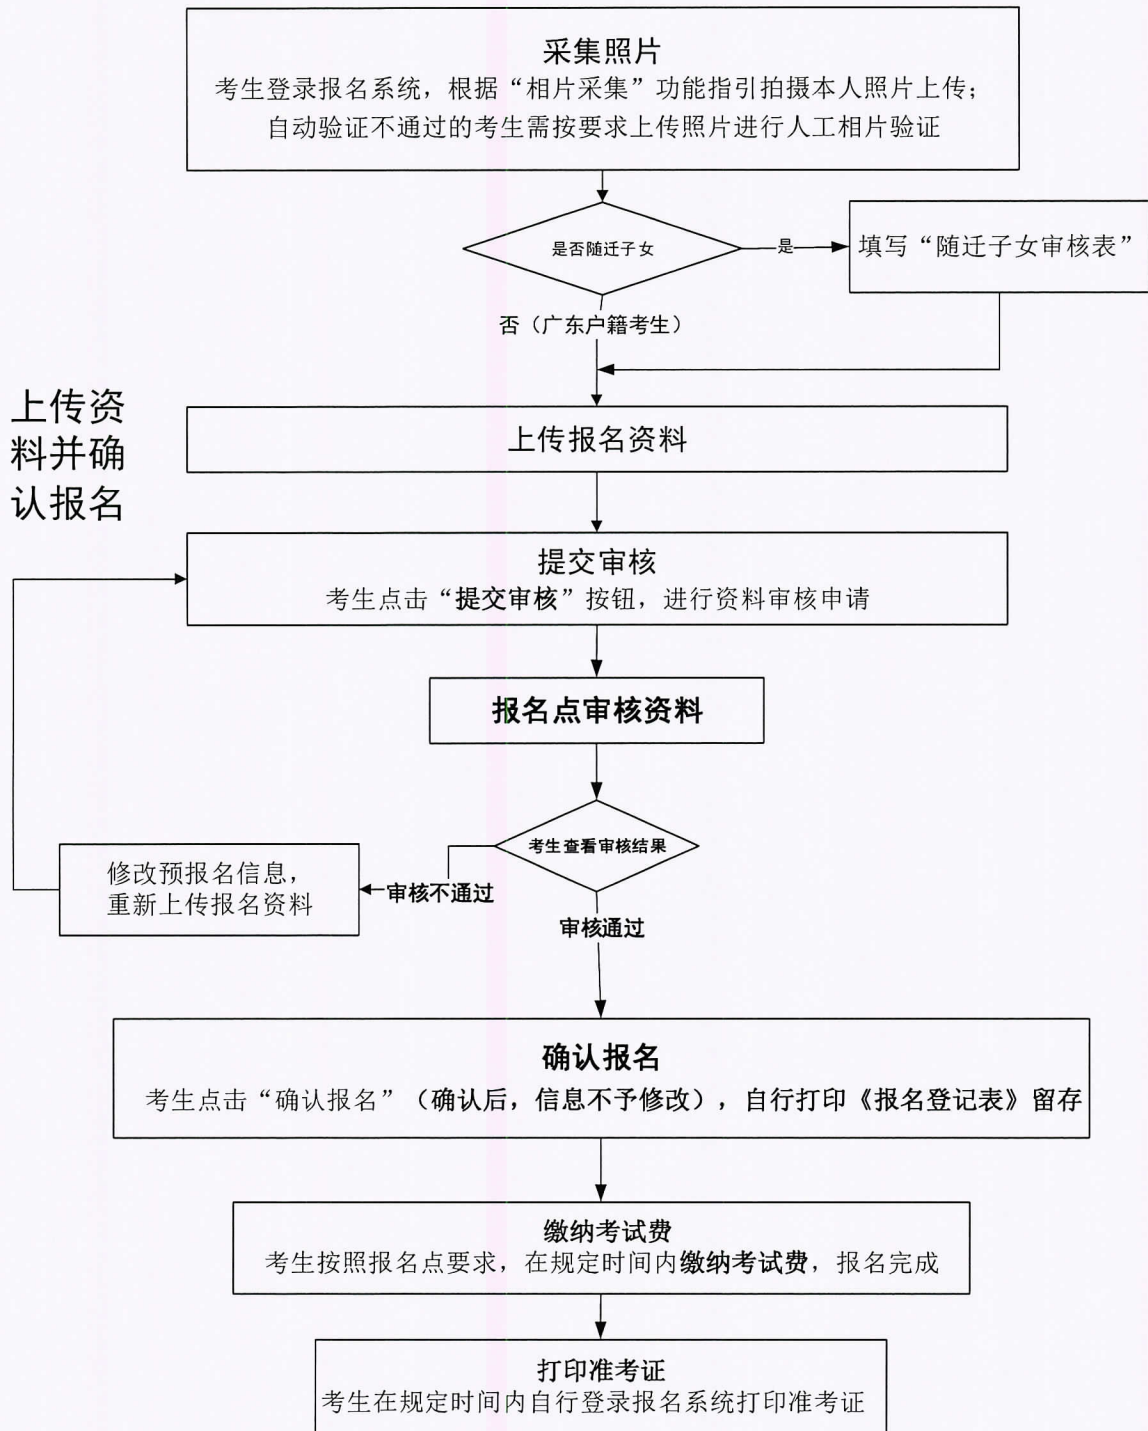 采集照片
考生登录报名系统，根据“相片采集”功能指引拍摄本人照片上传；
自动验证不通过的考生需按要求上传照片进行人工相片验证
是否随迁子女
是
填写“随迁子女审核表”
否（广东户籍考生）
上传资
料并确
认报名
上传报名资料
提交审核
考生点击“提交审核”按钮，进行资料审核申请
报名点审核资料
考生查看审核结果
修改预报名信息，
重新上传报名资料
审核不通过
审核通过
确认报名
考生点击“确认报名”（确认后，信息不予修改），自行打印《报名登记表》留存
缴纳考试费
考生按照报名点要求，在规定时间内缴纳考试费，报名完成
打印准考证
考生在规定时间内自行登录报名系统打印准考证